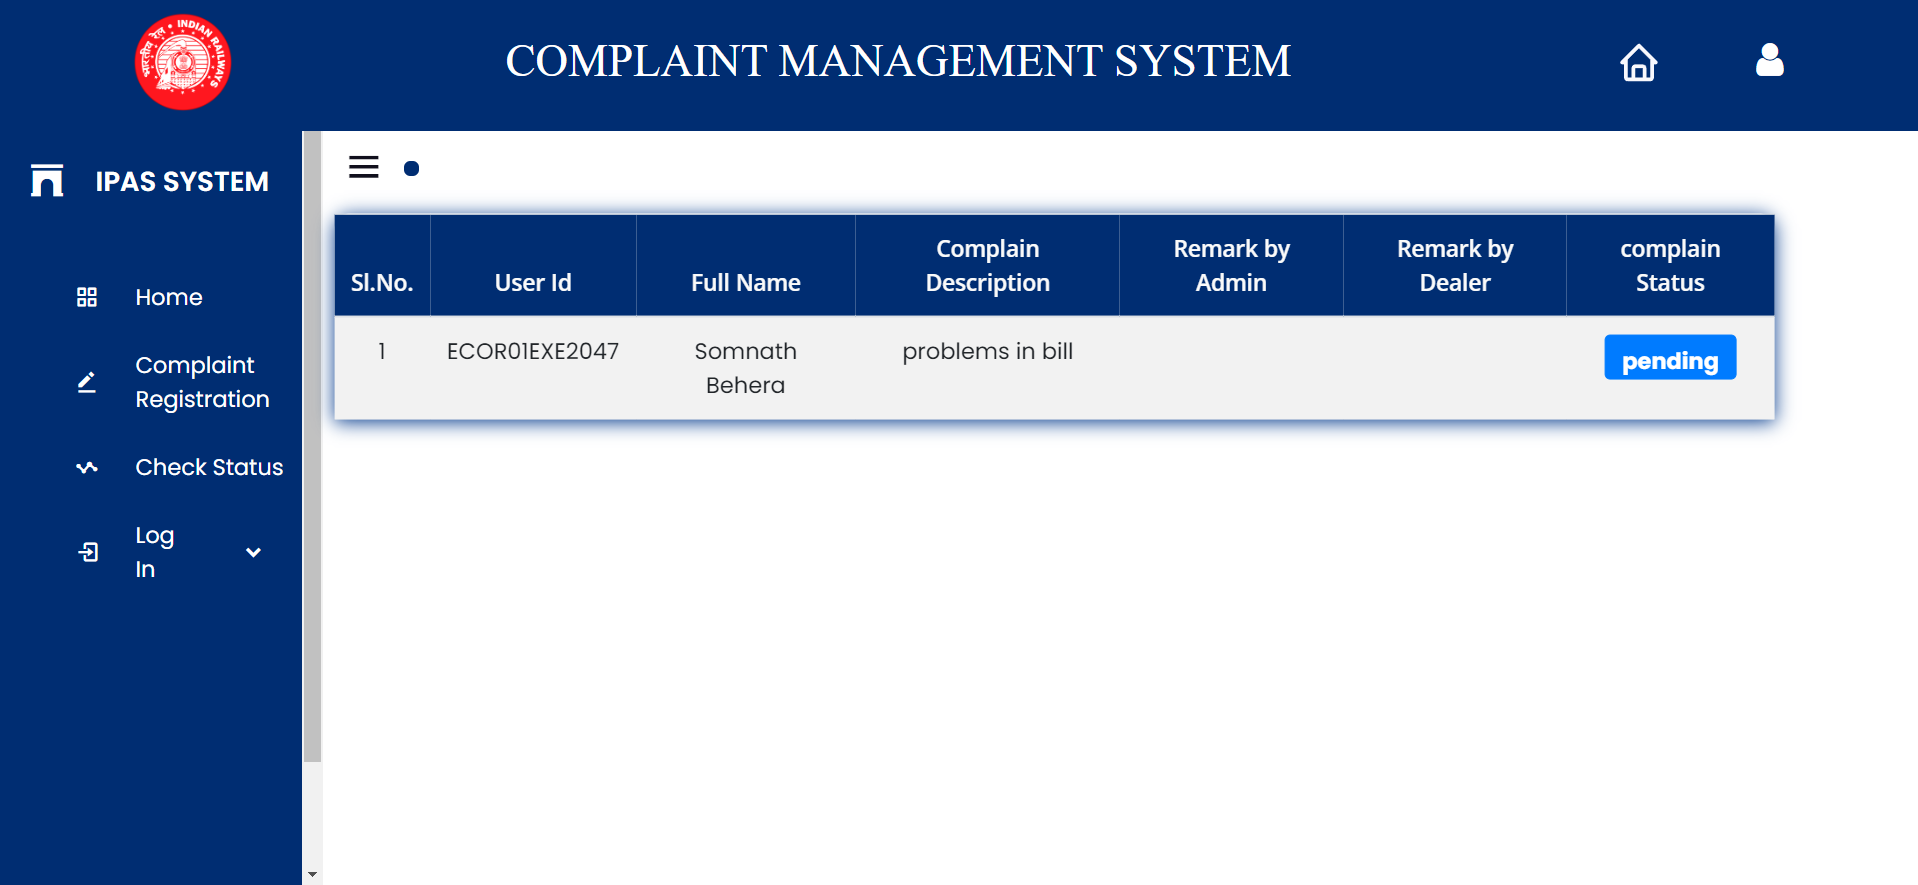 भारतीय रेल • INDIAN RAILWAYS
COMPLAINT MANAGEMENT SYSTEM
IPAS SYSTEM
Home
Complaint
Registration
Check Status
Log
In
Sl.No.
User Id
Full Name
Complain
Description
Remark by
Admin
Remark by
Dealer
complain
Status
1
ECOR01EXE2047
Somnath
Behera
problems in bill
pending